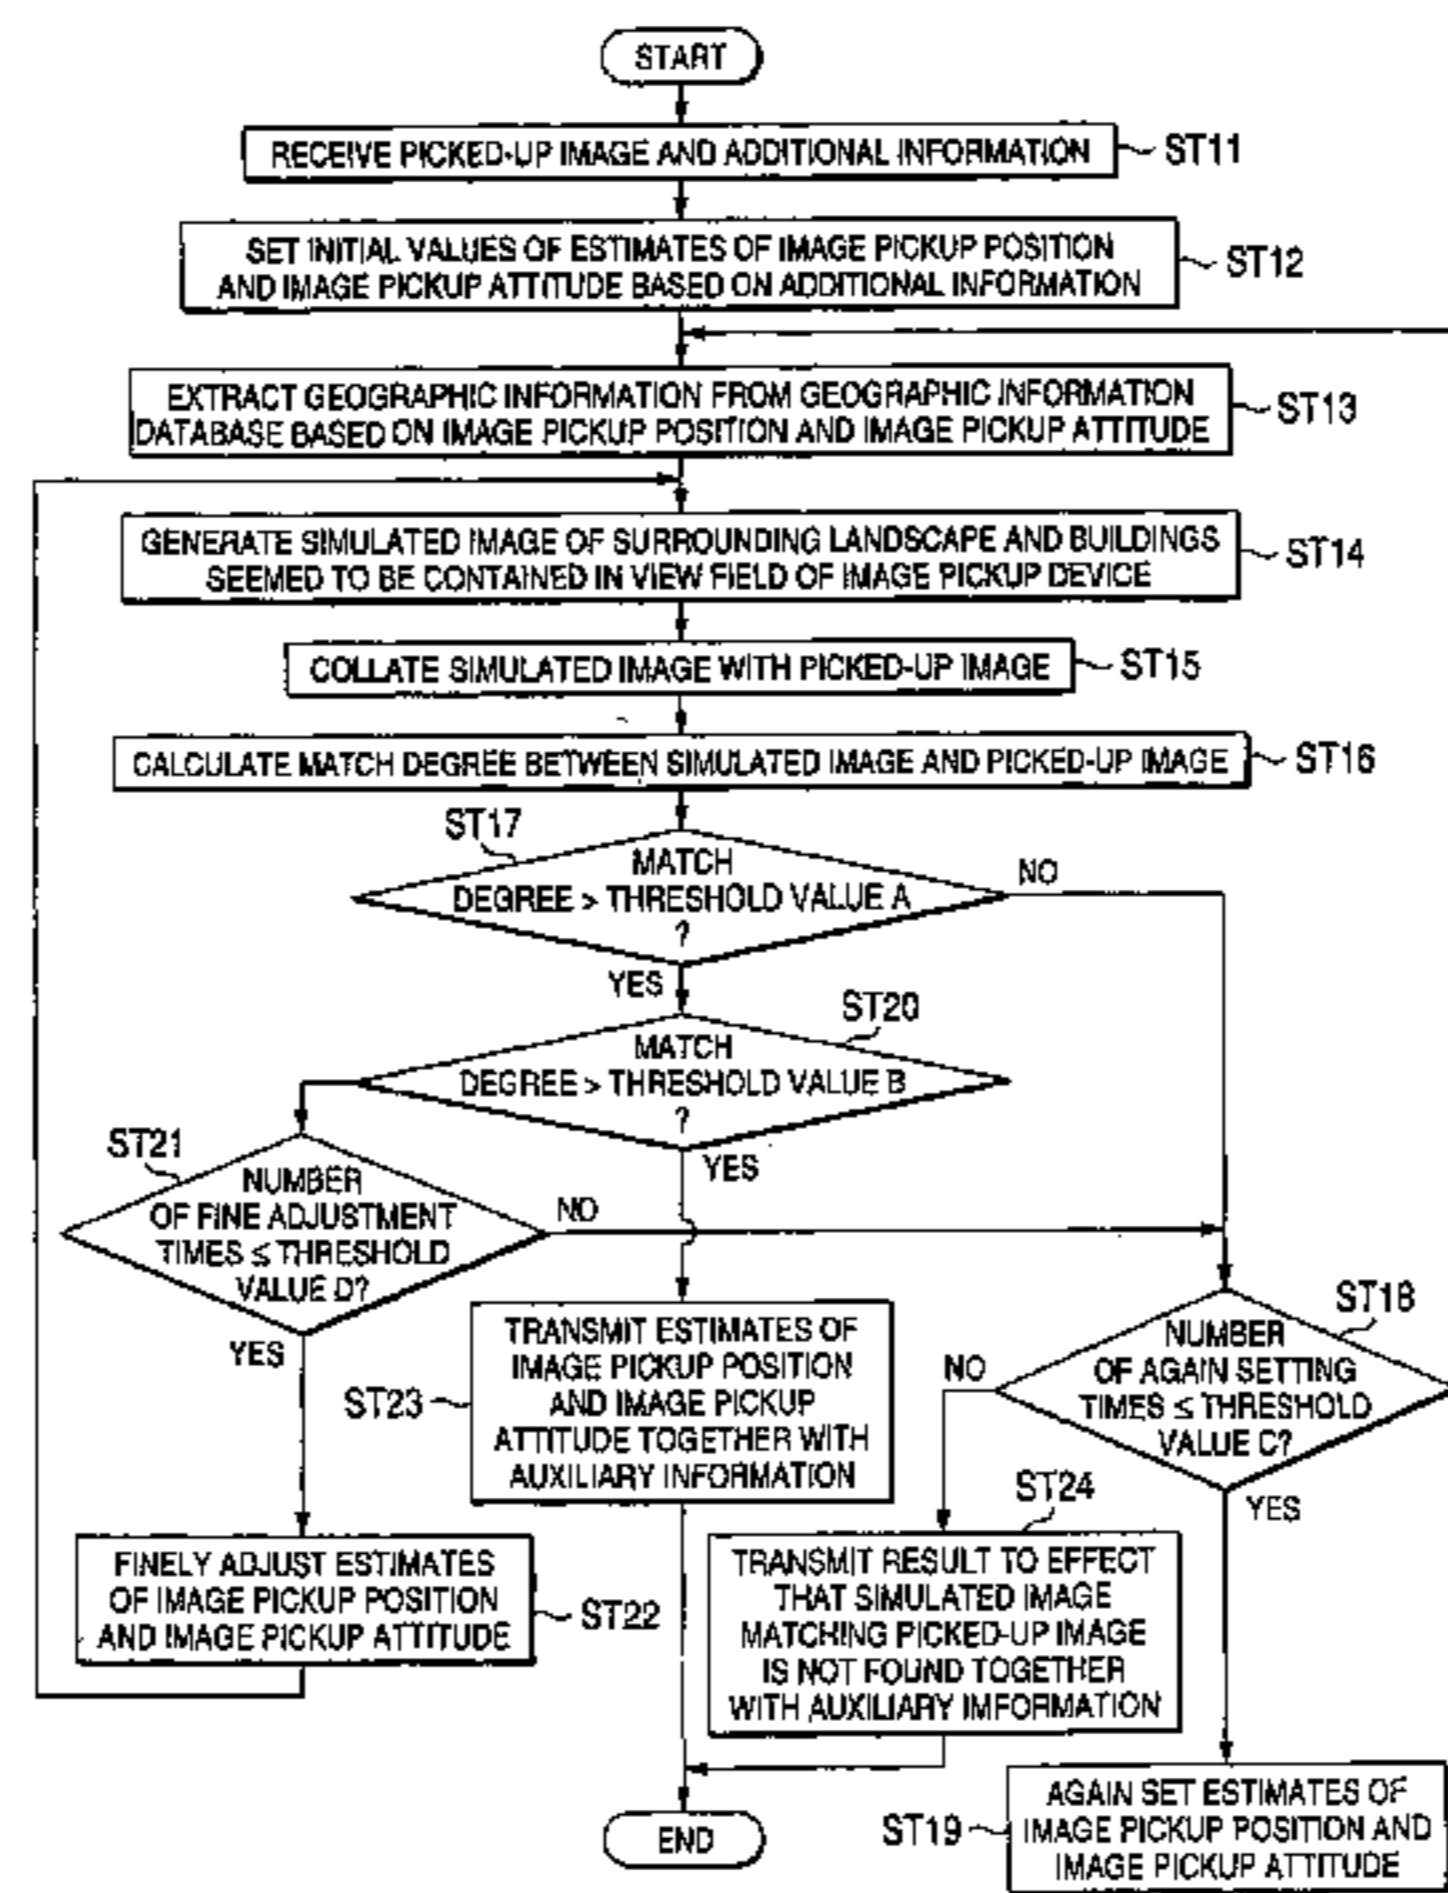 START
RECEIVE PICKED-UP IMAGE AND ADDITIONAL INFORMATION
ST11
SET INITIAL VALUES OF ESTIMATES OF IMAGE PICKUP POSITION
AND IMAGE PICKUP ATTITUDE BASED ON ADDITIONAL INFORMATION
ST12
EXTRACT GEOGRAPHIC INFORMATION FROM GEOGRAPHIC INFORMATION
DATABASE BASED ON IMAGE PICKUP POSITION AND IMAGE PICKUP ATTITUDE
ST13
GENERATE SIMULATED IMAGE OF SURROUNDING LANDSCAPE AND BUILDINGS
SEEMED TO BE CONTAINED IN VIEW FIELD OF IMAGE PICKUP DEVICE
ST14
COLLATE SIMULATED IMAGE WITH PICKED-UP IMAGE
ST15
CALCULATE MATCH DEGREE BETWEEN SIMULATED IMAGE AND PICKED-UP IMAGE
ST16
ST17
MATCH
DEGREE > THRESHOLD VALUE A
?
NO
YES
ST20
MATCH
DEGREE > THRESHOLD VALUE B
?
YES
ST21
NUMBER
OF FINE ADJUSTMENT
TIMES ≤ THRESHOLD
VALUE D?
NO
YES
ST18
NUMBER
OF AGAIN SETTING
TIMES ≤ THRESHOLD
VALUE C?
NO
YES
TRANSMIT ESTIMATES OF
IMAGE PICKUP POSITION
AND IMAGE PICKUP
ATTITUDE TOGETHER WITH
AUXILIARY INFORMATION
ST23
ST24
TRANSMIT RESULT TO EFFECT
THAT SIMULATED IMAGE
MATCHING PICKED-UP IMAGE
IS NOT FOUND TOGETHER
WITH AUXILIARY IMFORMATION
FINELY ADJUST ESTIMATES
OF IMAGE PICKUP POSITION
AND IMAGE PICKUP ATTITUDE
ST22
ST19
AGAIN SET ESTIMATES OF
IMAGE PICKUP POSITION AND
IMAGE PICKUP ATTITUDE
END